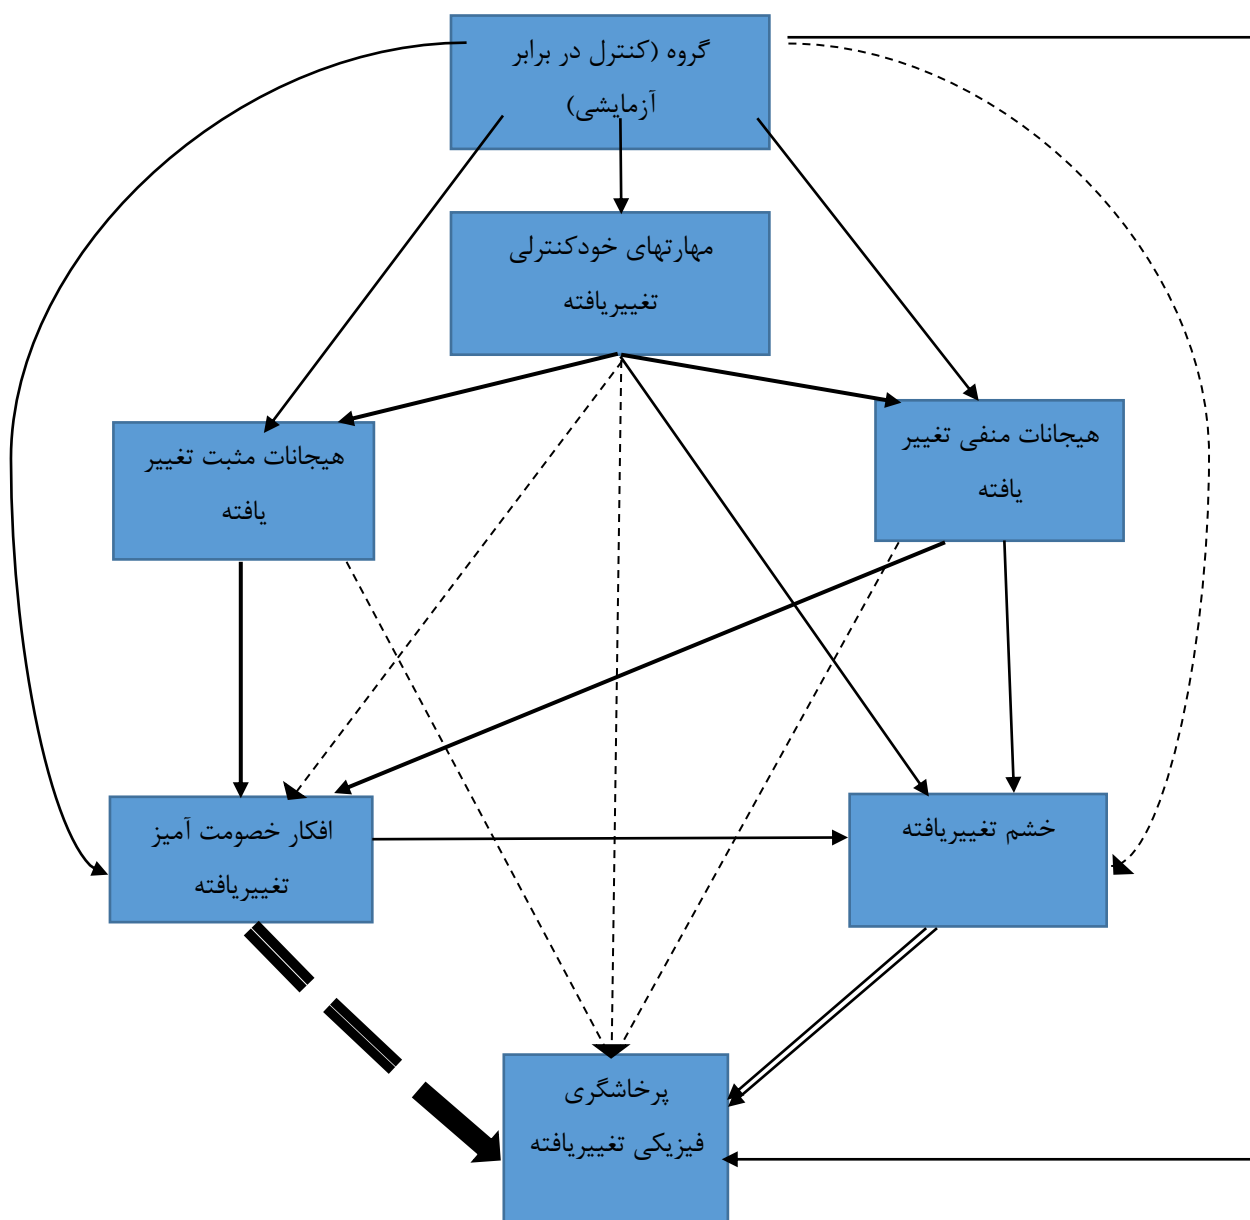 گروه (کنترل در برابر
آزمایشی)
مهارتهای خودکنترلی
تغییریافته
هیجانات منفی تغییر
یافته
هیجانات مثبت تغییر
یافته
خشم تغییریافته
افکار خصومت آمیز
تغییریافته
پرخاشگری
فیزیکی تغییریافته